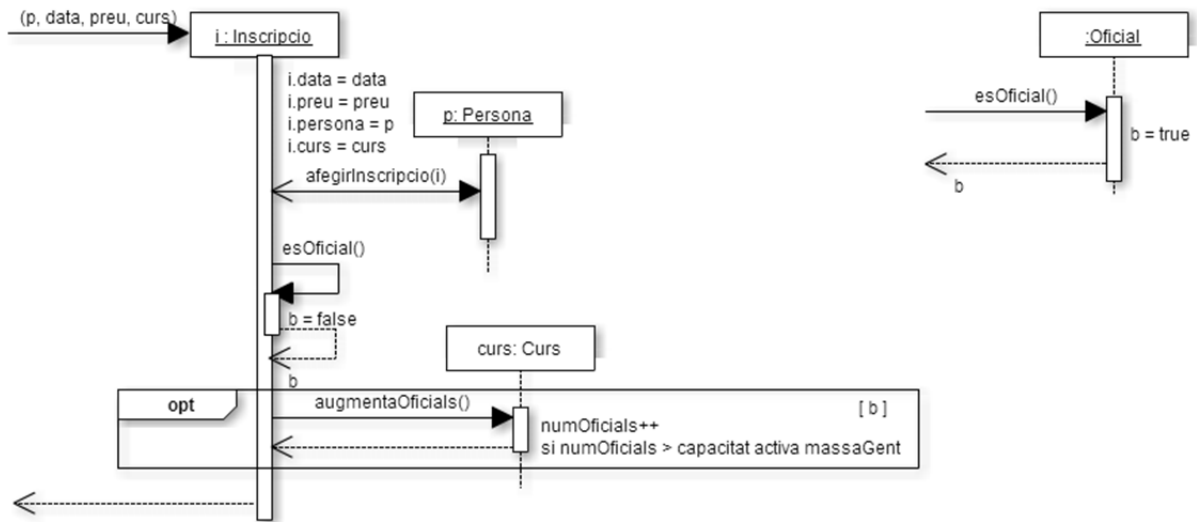 (p, data, preu, curs)
i : Inscripcio
:Oficial
i.data = data
i.preu = preu
i.persona = p
i.curs = curs
p: Persona
esOficial()
b = true
afegirInscripcio(i)
b
esOficial()
b = false
curs: Curs
b
opt
augmentaOficials()
[ b ]
numOficials++
si numOficials > capacitat activa massaGent